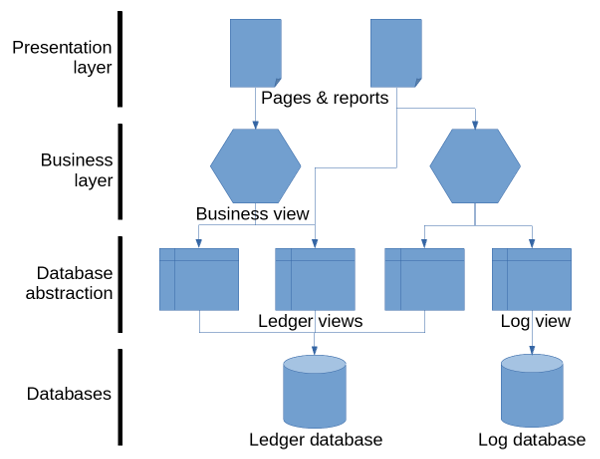 Presentation
layer
Pages & reports
Business
layer
Business view
Database
abstraction
Ledger views
Log view
Databases
Ledger database
Log database